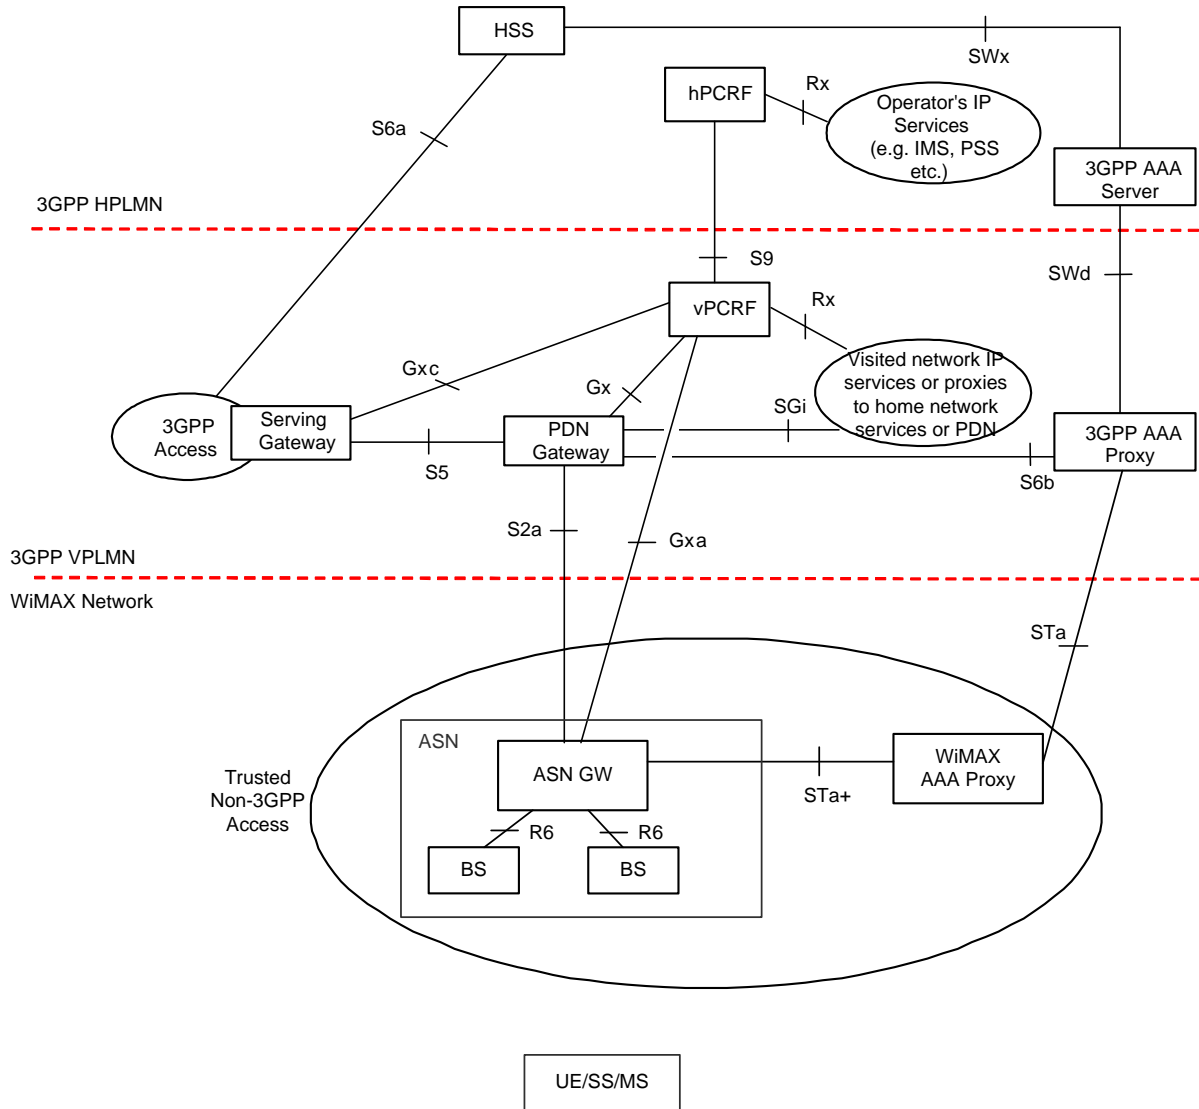 HSS
SWx
hPCRF
Rx
Operator's IP
Services
(e.g. IMS, PSS
etc.)
S6a
3GPP AAA
Server
3GPP HPLMN
S9
SWd
vPCRF
Rx
Gxc
Gx
Visited network IP
services or proxies
to home network
services or PDN
SGi
3GPP
Access
Serving
Gateway
PDN
Gateway
3GPP AAA
Proxy
S5
S6b
S2a
Gxa
3GPP VPLMN
WiMAX Network
STa
ASN
ASN GW
WiMAX
AAA Proxy
Trusted
Non-3GPP
Access
STa+
R6
R6
BS
BS
UE/SS/MS